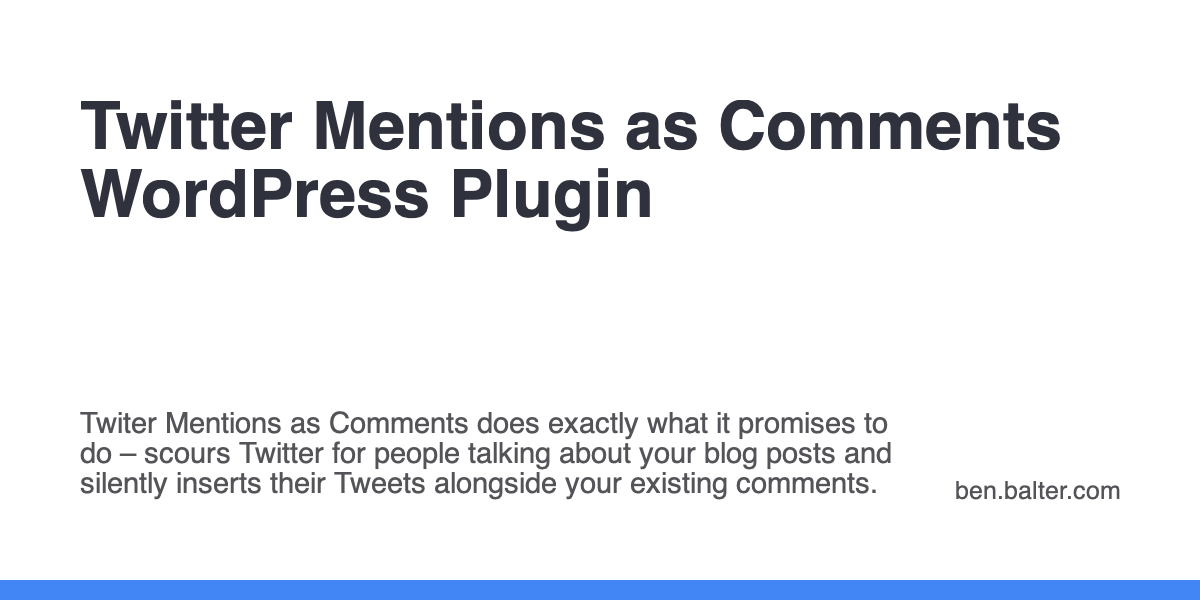 Twitter Mentions as Comments
WordPress Plugin
Twiter Mentions as Comments does exactly what it promises to
do – scours Twitter for people talking about your blog posts and
silently inserts their Tweets alongside your existing comments.
ben.balter.com